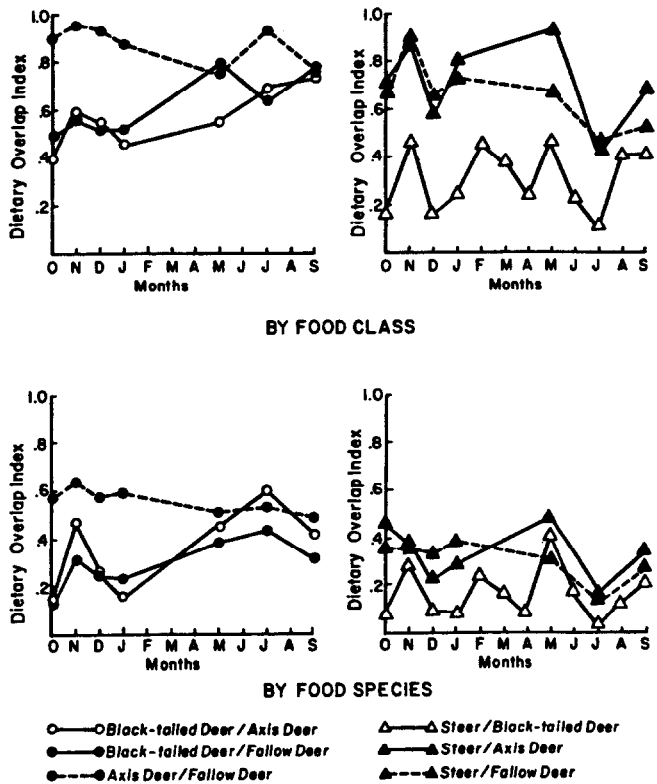 1.0
.8
.6
.4
.2
Dietary Overlap Index
O N D J F M A M J J A S
Months
1.0
.8
.6
.4
.2
Dietary Overlap Index
O N D J F M A M J J A S
Months
BY FOOD CLASS
1.0
.8
.6
.4
.2
Dietary Overlap Index
O N D J F M A M J J A S
Months
1.0
.8
.6
.4
.2
Dietary Overlap Index
O N D J F M A M J J A S
Months
BY FOOD SPECIES
Black-tailed Deer/Axis Deer
Black-tailed Deer/Fallow Deer
Axis Deer/Fallow Deer
Steer/Black-tailed Deer
Steer/Axis Deer
Steer/Fallow Deer